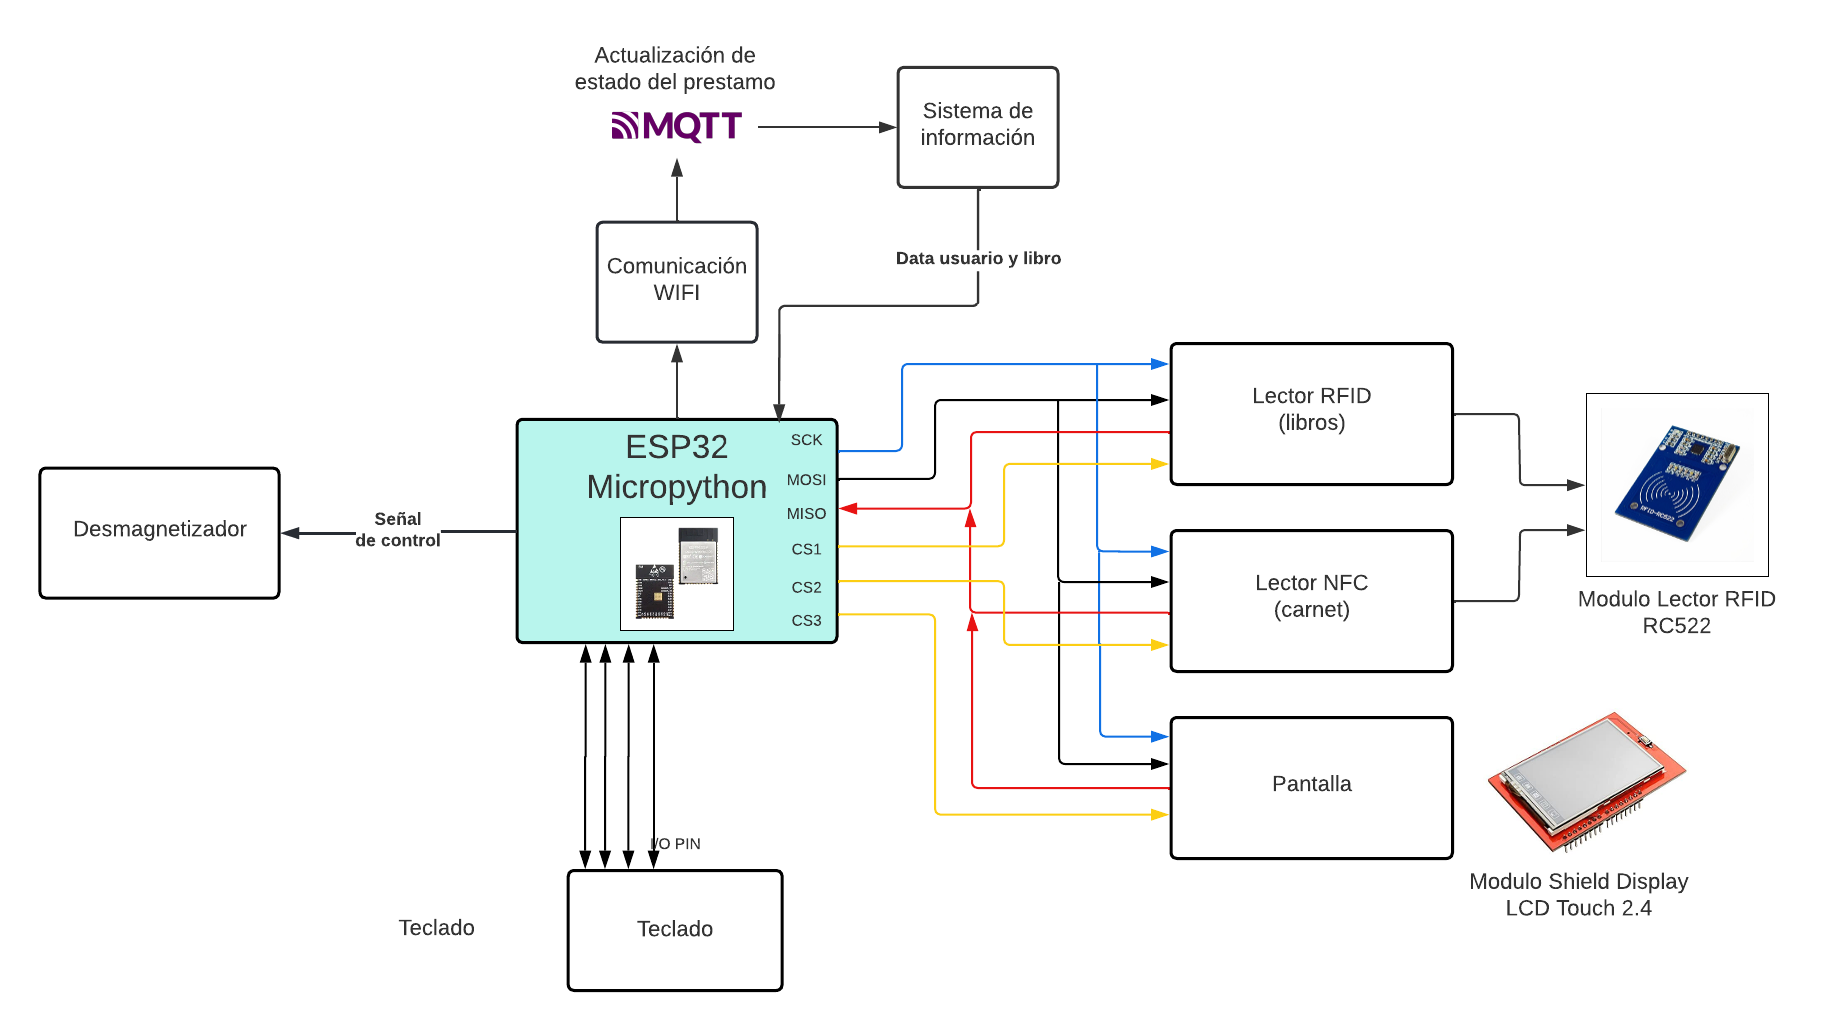 Actualización de
estado del prestamo
MQTT
Sistema de
información
Data usuario y libro
Comunicación
WIFI
ESP32
Micropython
SCK
MOSI
MISO
CS1
CS2
CS3
Señal
de control
Desmagnetizador
Lector RFID
(libros)
Lector NFC
(carnet)
RFID-RC522
Modulo Lector RFID
RC522
Pantalla
Modulo Shield Display
LCD Touch 2.4
I/O PIN
Teclado
Teclado